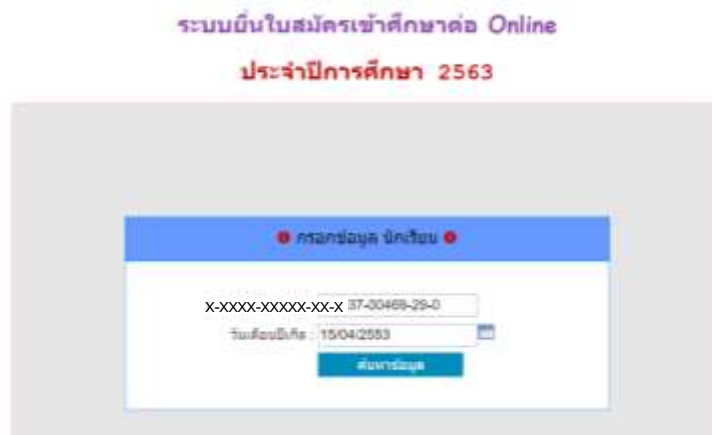 ระบบยื่นใบสมัครเข้าศึกษาต่อ Online
ประจำปีการศึกษา 2563
กรอกข้อมูล นักเรียน
X-XXXX-XXXXX-XX-X 37-00469-29-0
วันเดือนปีเกิด : 15/04/2553
ค้นหาข้อมูล